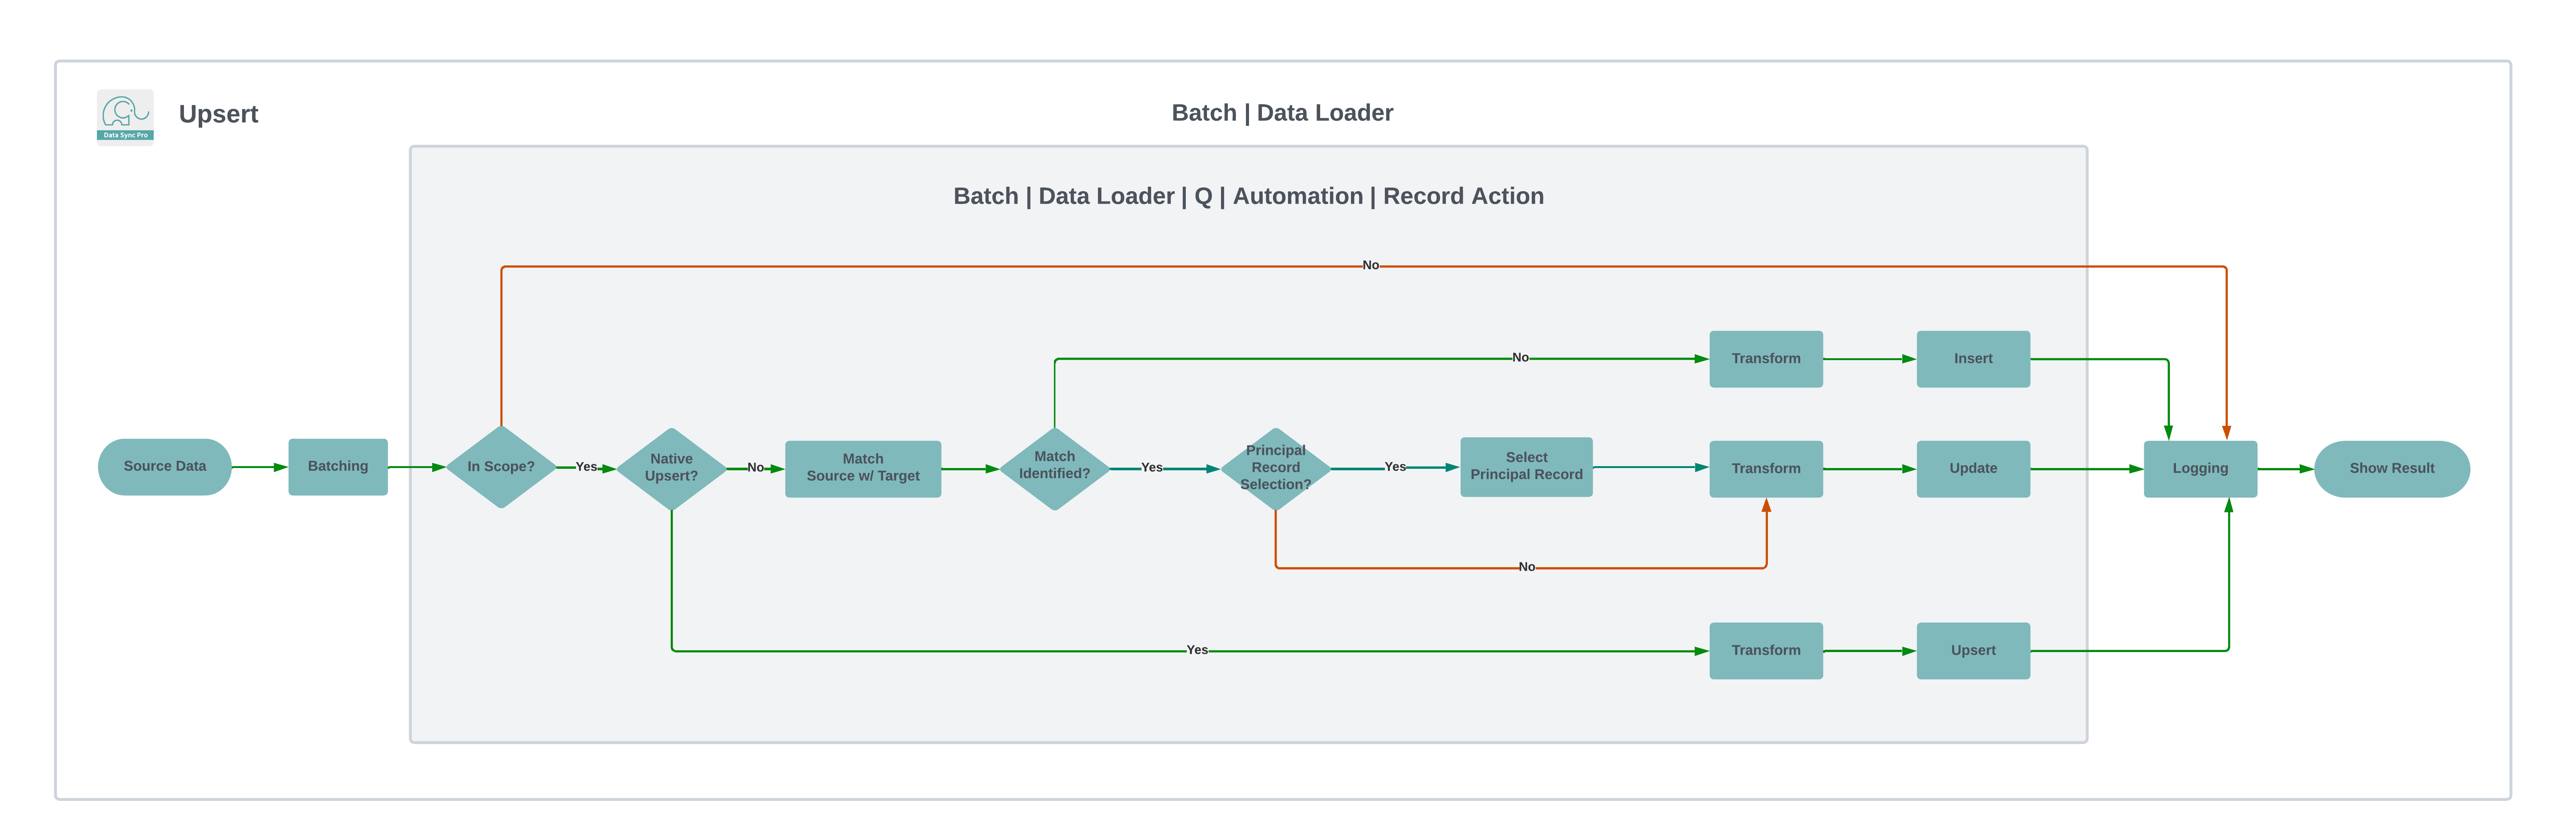 Data Sync Pro
Upsert
Batch | Data Loader
Batch | Data Loader | Q | Automation | Record Action
No
No
Transform
Insert
Source Data
Batching
In Scope?
Yes
Native
Upsert?
No
Match
Source w/ Target
Match
Identified?
Yes
Principal
Record
Selection?
Yes
Select
Principal Record
Transform
Update
Logging
Show Result
No
Yes
Transform
Upsert